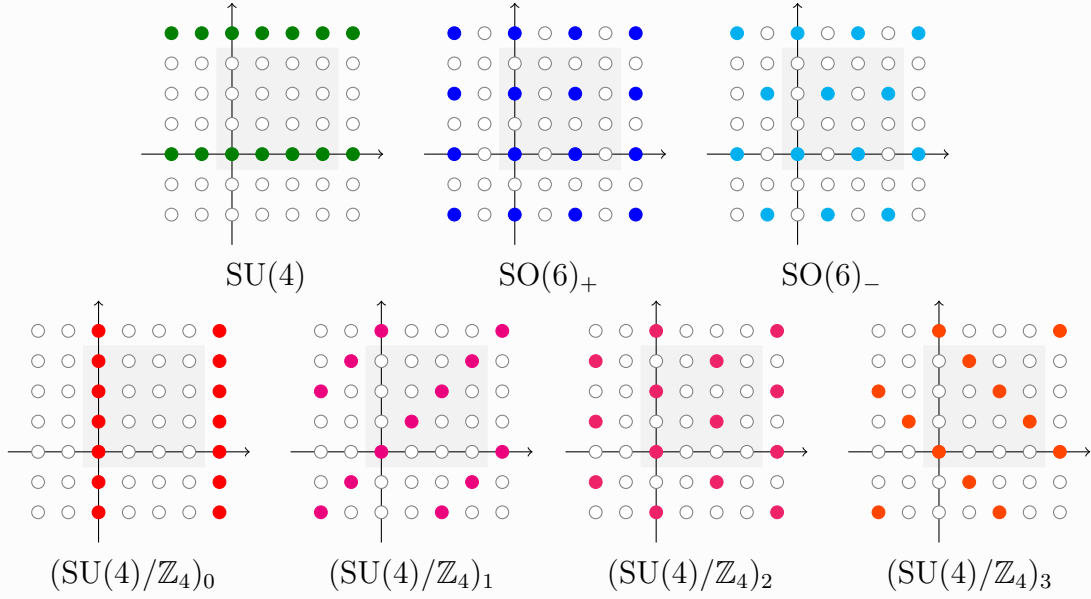 SU(4) SO(6)₊ SO(6)₋
(SU(4)/ℤ₄)₀ (SU(4)/ℤ₄)₁ (SU(4)/ℤ₄)₂ (SU(4)/ℤ₄)₃